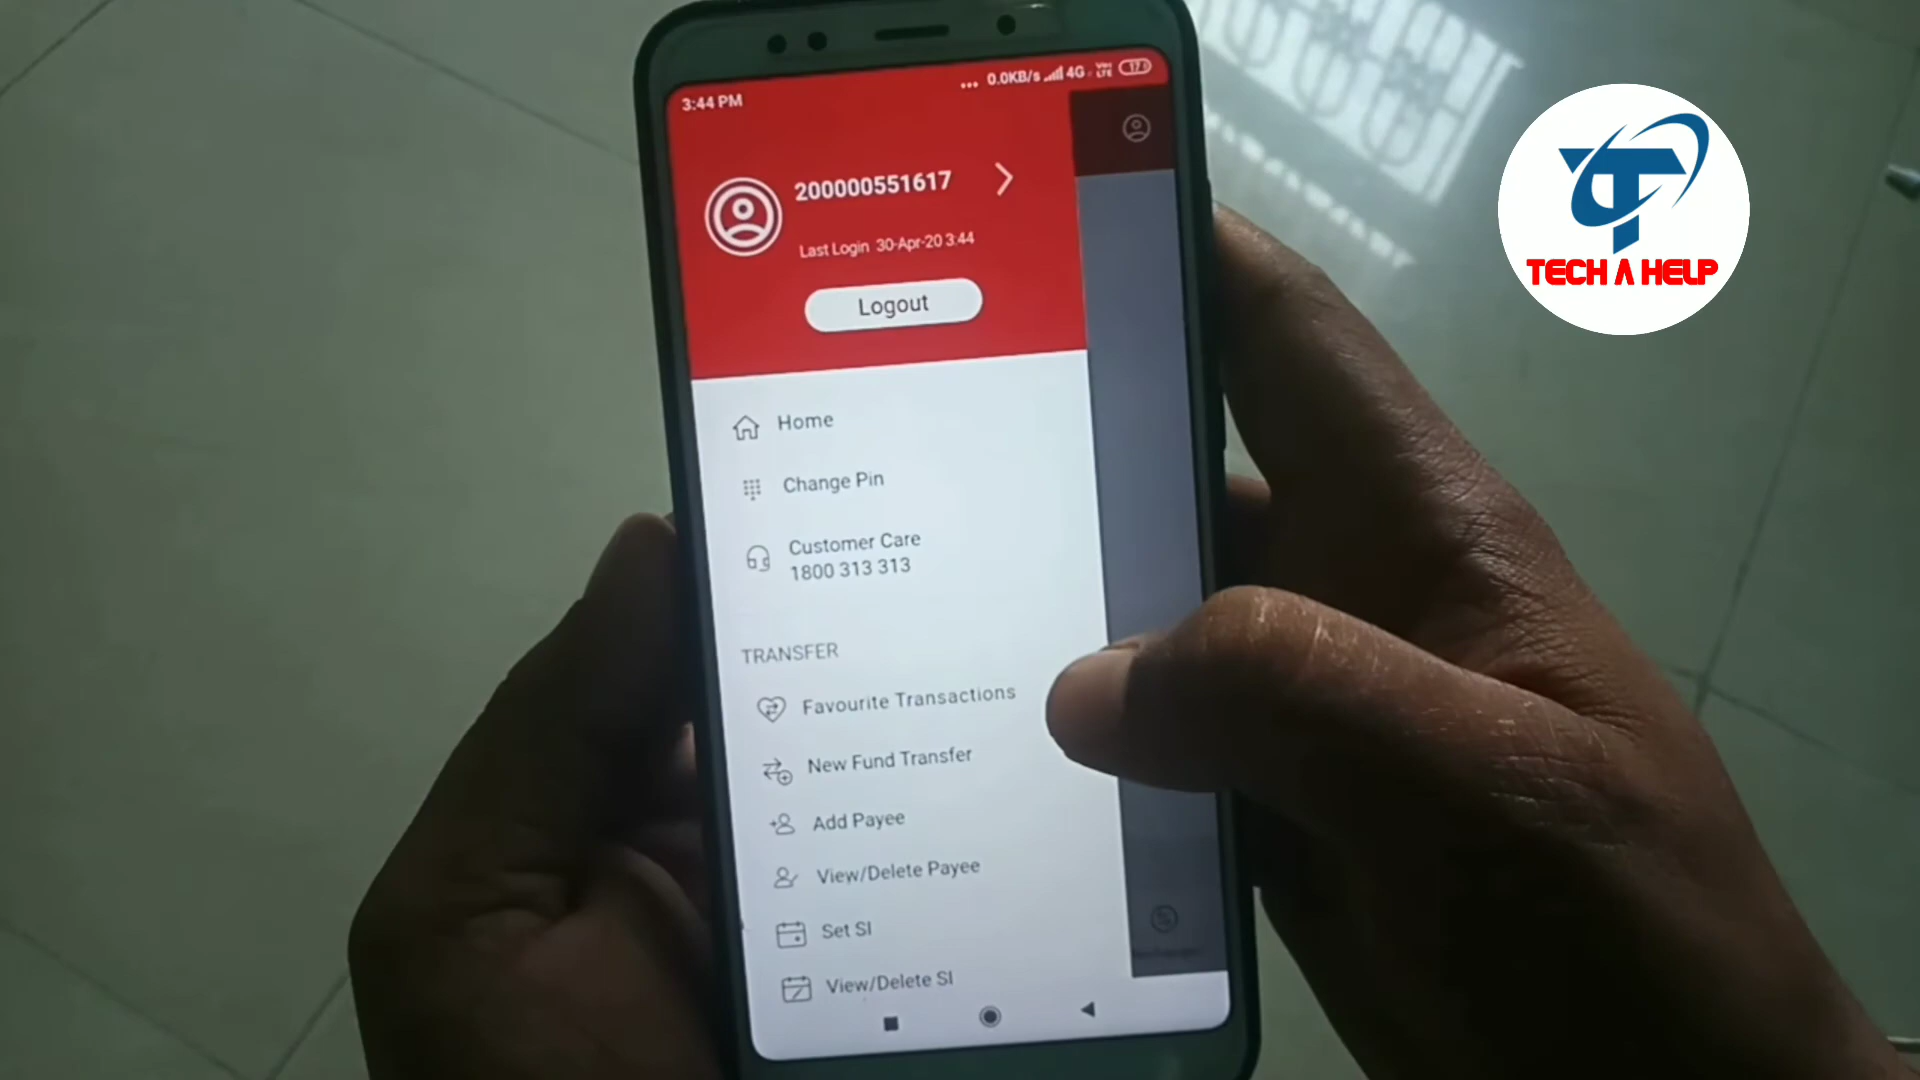 3:44 PM
0.0KB/s 4G VoLTE 17
200000551617
Last Login 30-Apr-20 3:44
Logout
Home
Change Pin
Customer Care
1800 313 313
TRANSFER
Favourite Transactions
New Fund Transfer
Add Payee
View/Delete Payee
Set SI
View/Delete SI
TECH A HELP